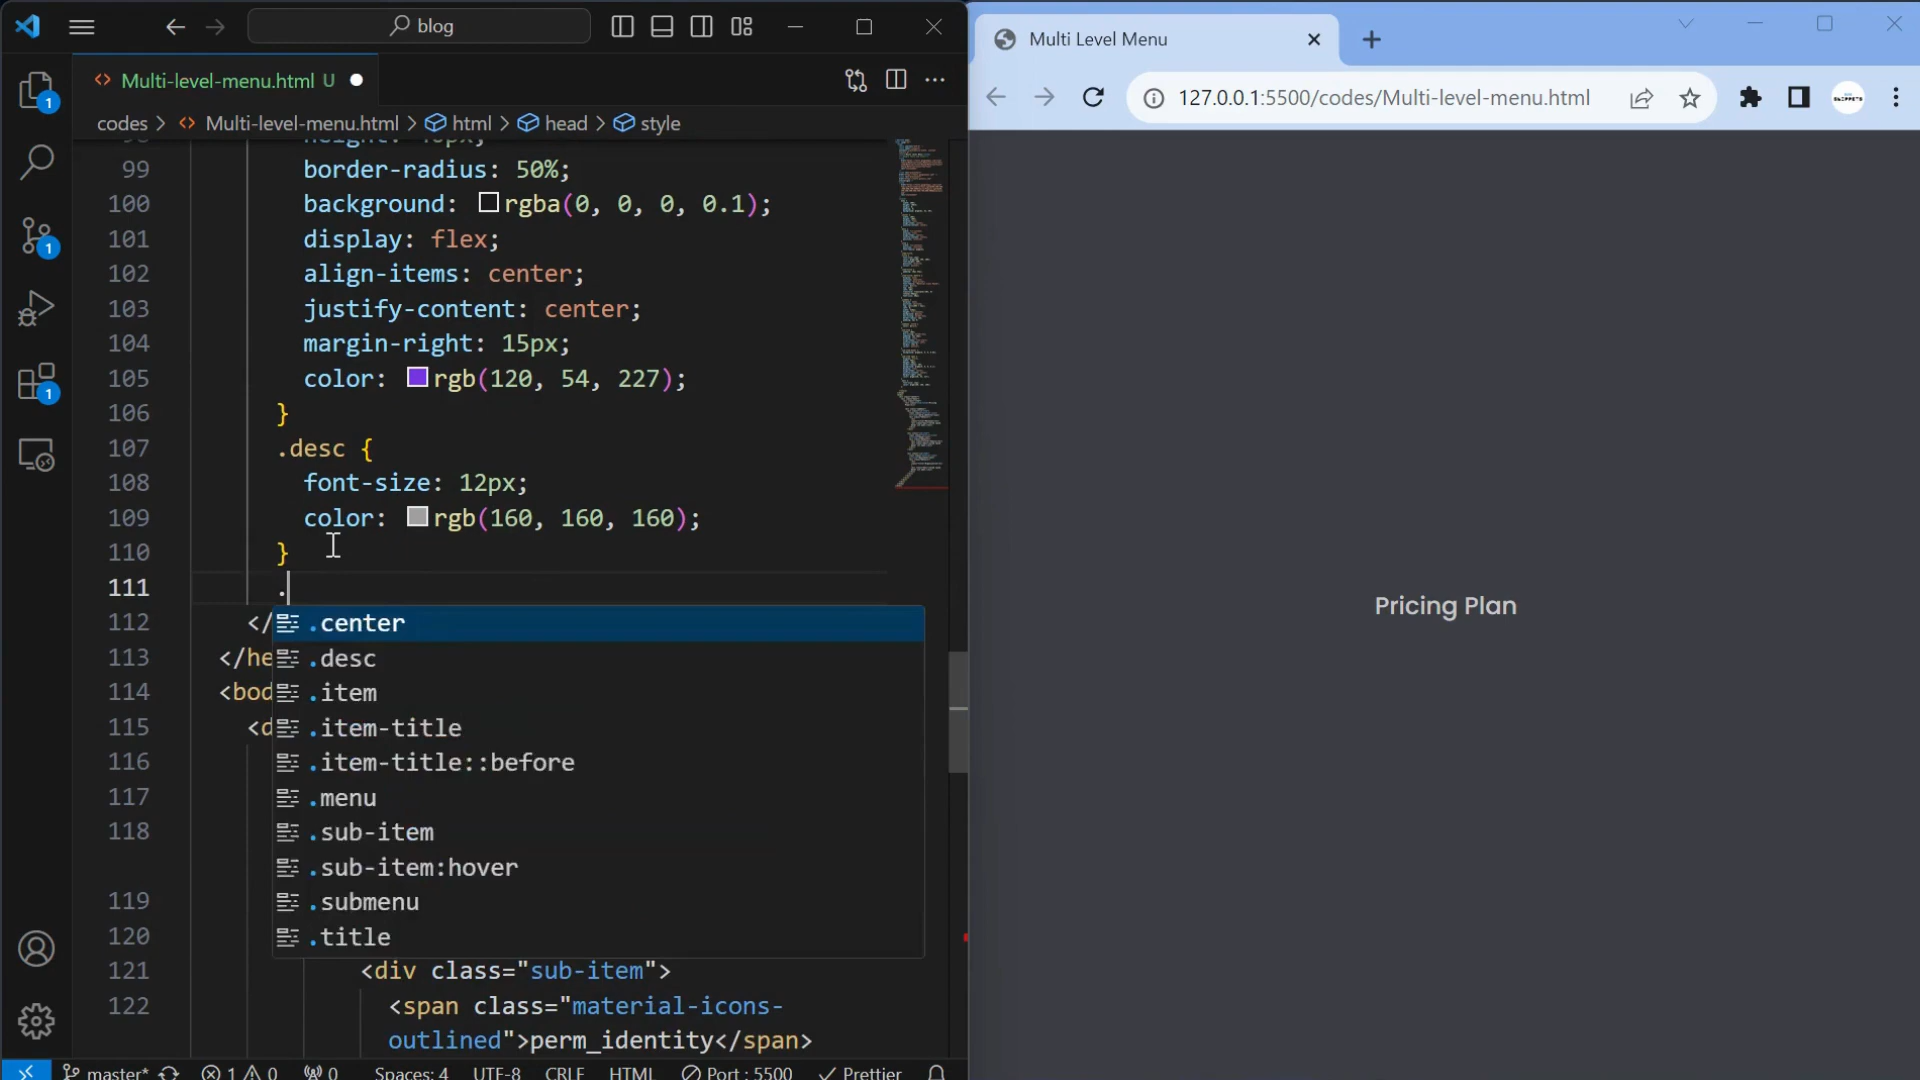 blog
Multi-level-menu.html U
codes > Multi-level-menu.html > html > head > style
99 border-radius: 50%;
100 background: rgba(0, 0, 0, 0.1);
101 display: flex;
102 align-items: center;
103 justify-content: center;
104 margin-right: 15px;
105 color: rgb(120, 54, 227);
106 }
107 .desc {
108 font-size: 12px;
109 color: rgb(160, 160, 160);
110 }
111 .
112 </
.center
113 </he
.desc
114 <bod
.item
115 <d
.item-title
116
.item-title::before
117
.menu
118
.sub-item
.sub-item:hover
119
.submenu
120
.title
121 <div class="sub-item">
122 <span class="material-icons-
outlined">perm_identity</span>
master* 1 0 0 Spaces: 4 UTF-8 CRLF HTML Port : 5500 Prettier
1
1
1
Multi Level Menu
127.0.0.1:5500/codes/Multi-level-menu.html
Pricing Plan